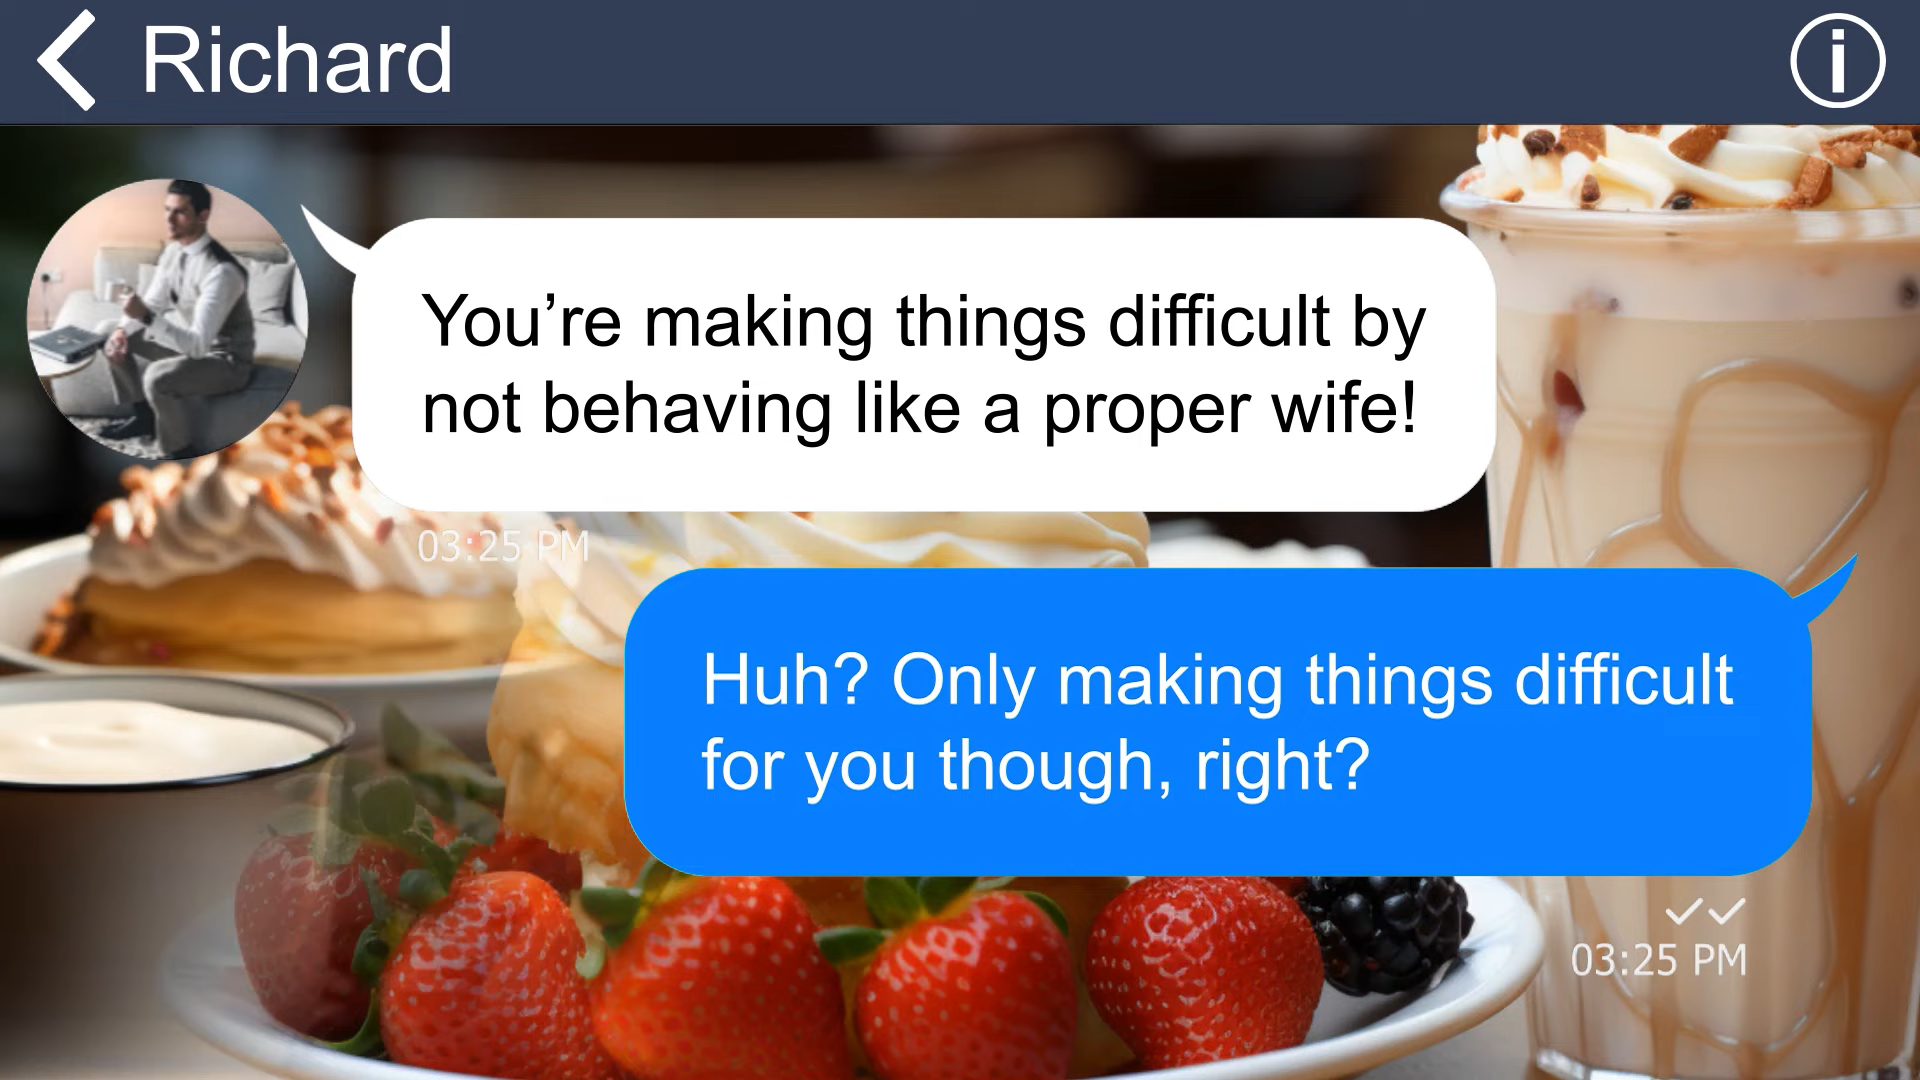 Richard
You’re making things difficult by
not behaving like a proper wife!
03:25 PM
Huh? Only making things difficult
for you though, right?
03:25 PM